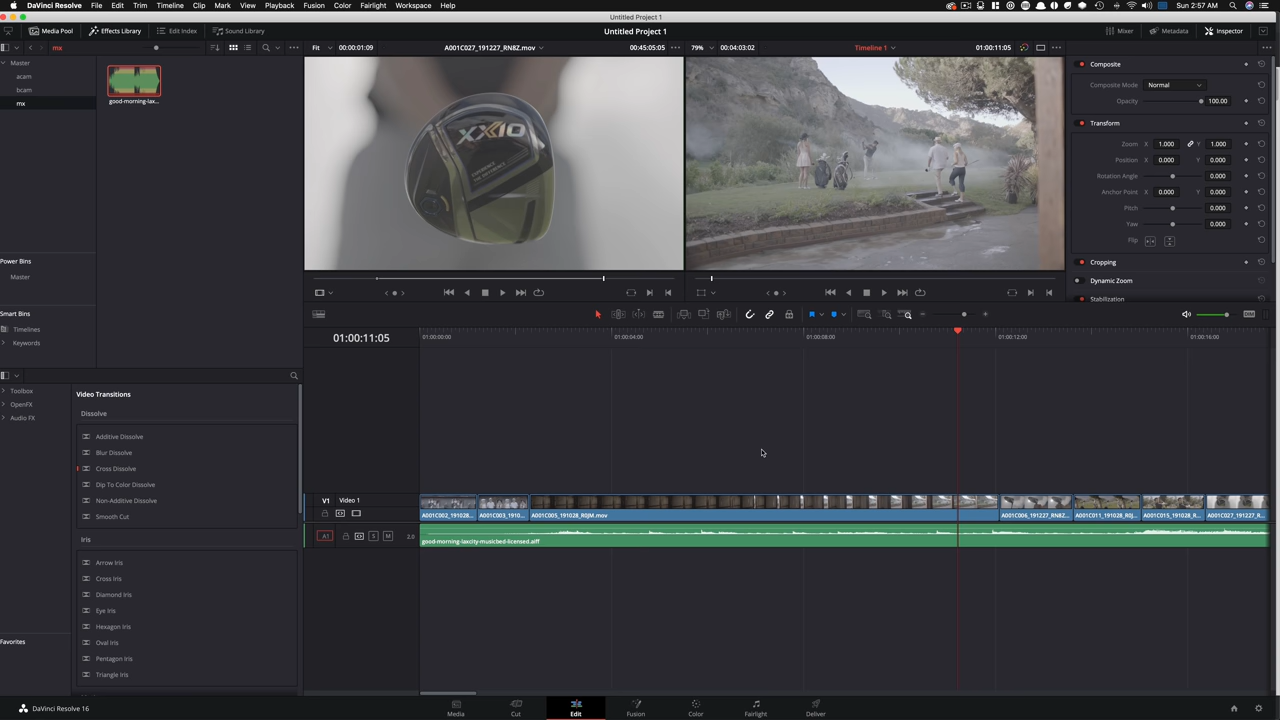 DaVinci Resolve File Edit Trim Timeline Clip Mark View Playback Fusion Color Fairlight Workspace Help
Sun 2:57 AM
Untitled Project 1
Media Pool Effects Library Edit Index Sound Library
Untitled Project 1
Mixer Metadata Inspector
mx
Fit 00:00:01:09 A001C027_191227_RN8Z.mov 00:45:05:05
79% 00:04:03:02 Timeline 1 01:00:11:05
Master
acam
bcam
mx
good-morning-lax...
Power Bins
Master
Smart Bins
Timelines
Keywords
XXIO
Composite
Composite Mode Normal
Opacity 100.00
Transform
Zoom X 1.000 Y 1.000
Position X 0.000 Y 0.000
Rotation Angle 0.000
Anchor Point X 0.000 Y 0.000
Pitch 0.000
Yaw 0.000
Flip
Cropping
Dynamic Zoom
Stabilization
DIM
01:00:11:05
01:00:00:00 01:00:04:00 01:00:08:00 01:00:12:00 01:00:16:00
Toolbox
OpenFX
Audio FX
Favorites
Video Transitions
Dissolve
Additive Dissolve
Blur Dissolve
Cross Dissolve
Dip To Color Dissolve
Non-Additive Dissolve
Smooth Cut
Iris
Arrow Iris
Cross Iris
Diamond Iris
Eye Iris
Hexagon Iris
Oval Iris
Pentagon Iris
Triangle Iris
V1 Video 1
A001C002_191028... A001C003_1910... A001C005_191028_R0JM.mov A001C006_191227_RN8Z... A001C011_191028_R0J... A001C015_191028_R... A001C027_191227_R...
A1 S M 2.0
good-morning-laxcity-musicbed-licensed.aiff
DaVinci Resolve 16
Media Cut Edit Fusion Color Fairlight Deliver